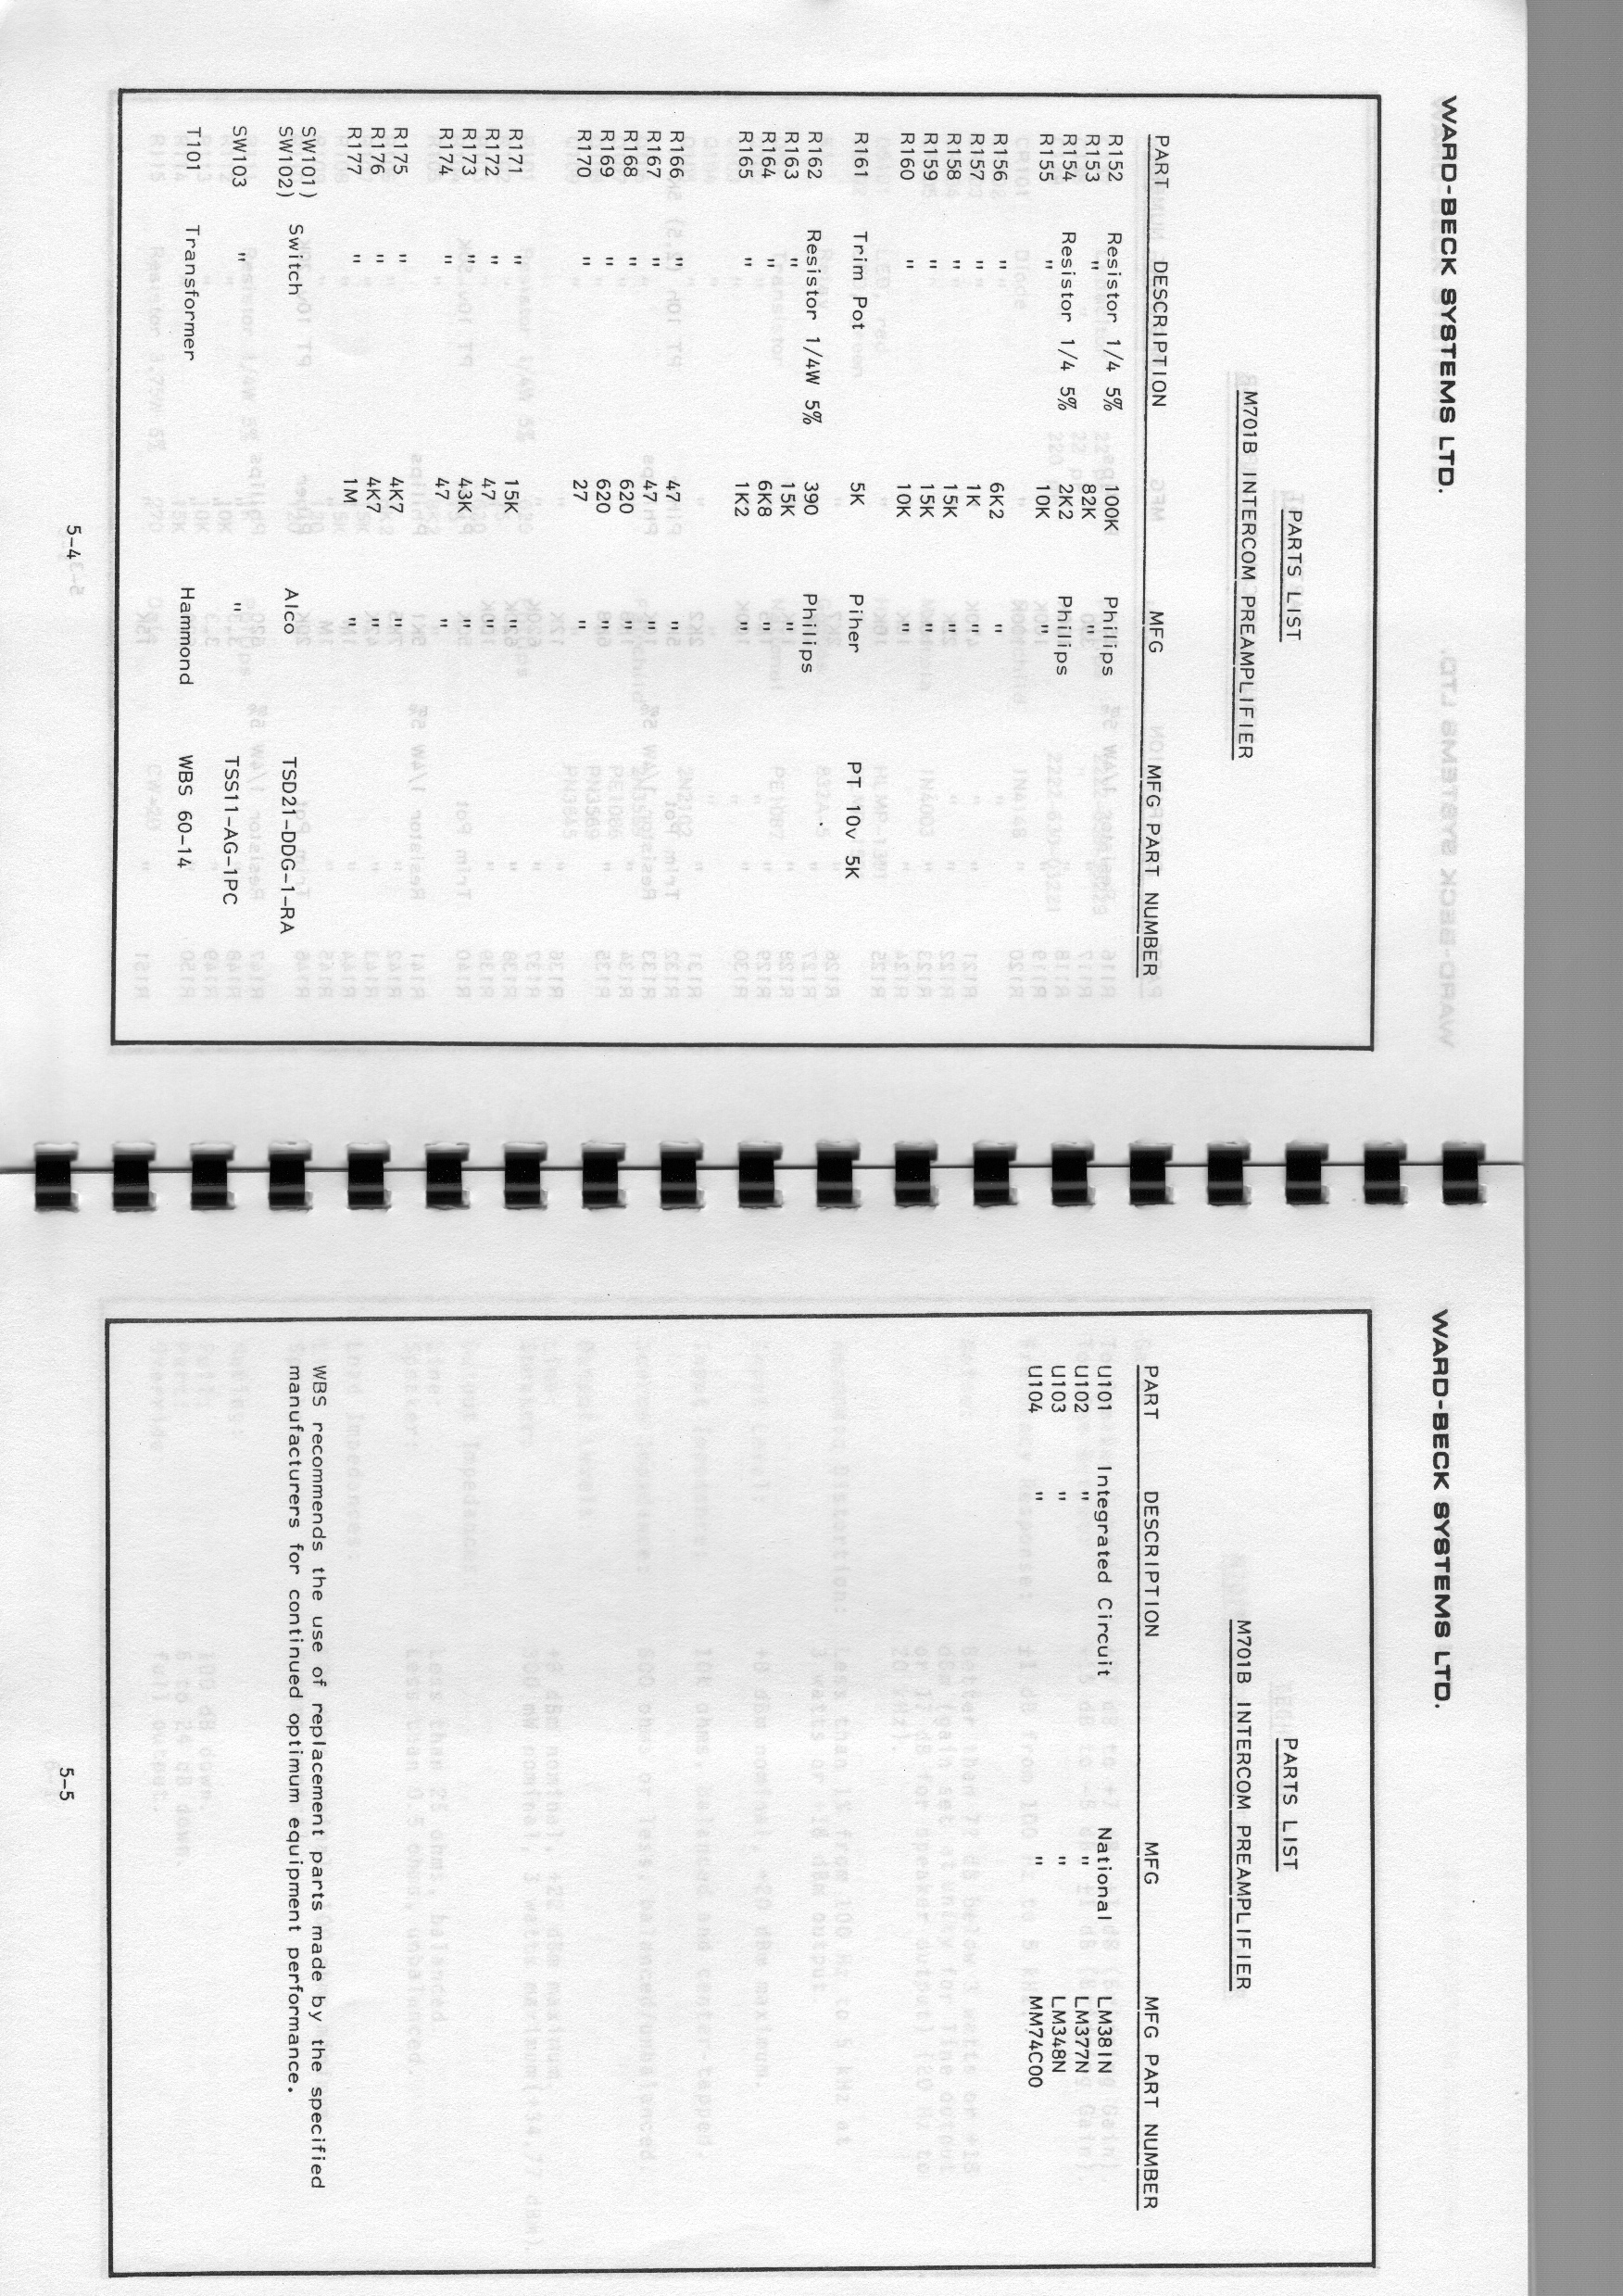 WARD-BECK SYSTEMS LTD.
PARTS LIST
M701B INTERCOM PREAMPLIFIER
PART DESCRIPTION MFG MFG PART NUMBER
R152 Resistor 1/4 5% 100K Phillips
R153 " 82K "
R154 Resistor 1/4 5% 2K2 Phillips
R155 " 10K "
R156 " 6K2 "
R157 " 1K "
R158 " 15K "
R159 " 15K "
R160 " 10K "
R161 Trim Pot 5K Piher PT 10v 5K
R162 Resistor 1/4W 5% 390 Phillips
R163 " 15K "
R164 " 6K8 "
R165 " 1K2 "
R166 " 47 "
R167 " 47 "
R168 " 620 "
R169 " 620 "
R170 " 27 "
R171 " 15K "
R172 " 47 "
R173 " 43K "
R174 " 47 "
R175 " 4K7 "
R176 " 4K7 "
R177 " 1M "
SW101)
SW102) Switch Alco TSD21-DDG-1-RA
SW103 " " TSS11-AG-1PC
T101 Transformer Hammond WBS 60-14
5-4
WARD-BECK SYSTEMS LTD.
PARTS LIST
M701B INTERCOM PREAMPLIFIER
PART DESCRIPTION MFG MFG PART NUMBER
U101 Integrated Circuit National LM381N
U102 " " LM377N
U103 " " LM348N
U104 " " MM74C00
WBS recommends the use of replacement parts made by the specified
manufacturers for continued optimum equipment performance.
5-5